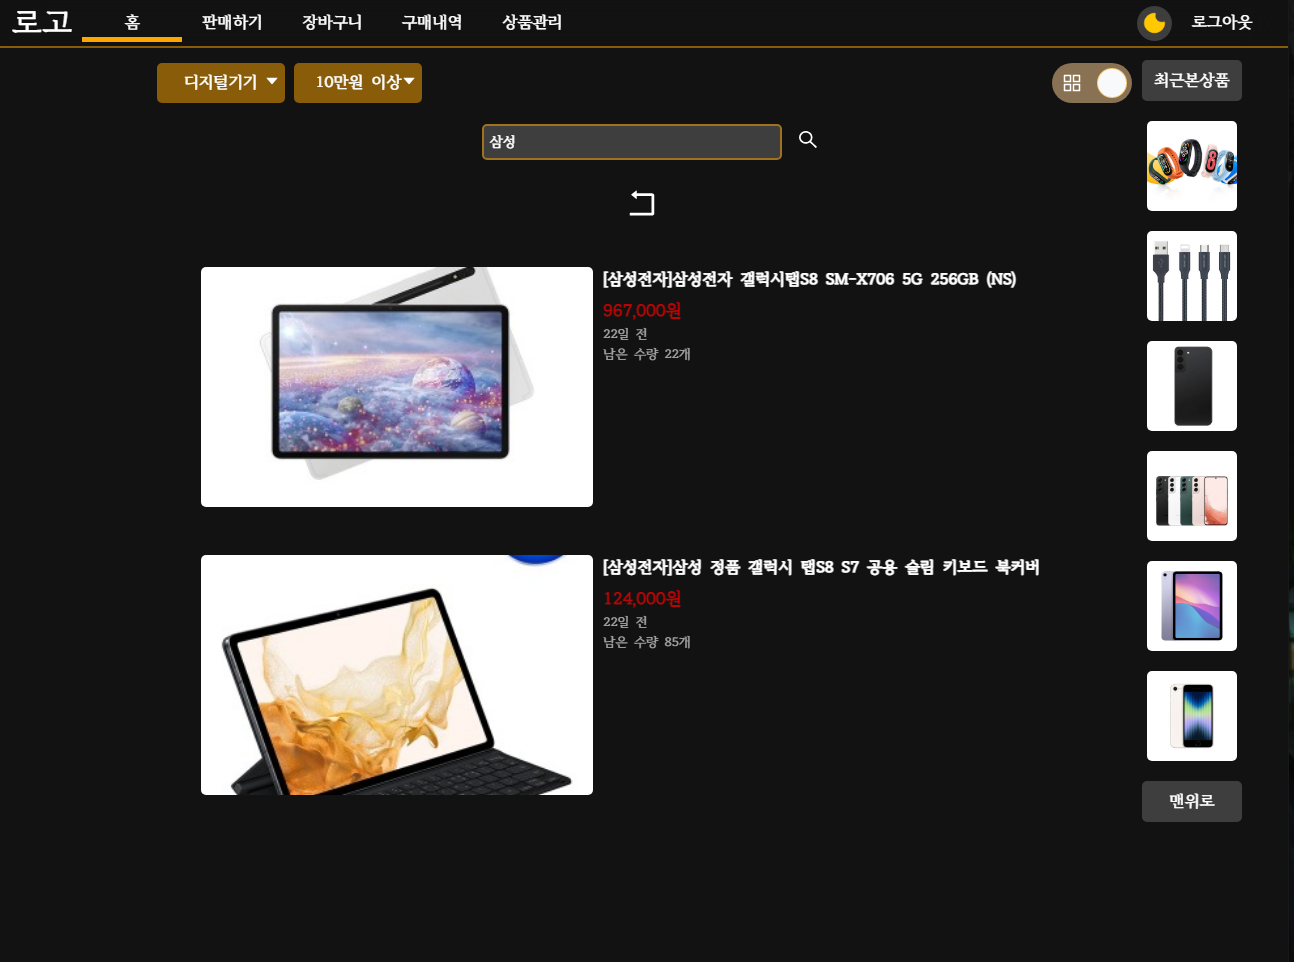 로고
홈
판매하기
장바구니
구매내역
상품관리
로그아웃
디지털기기
10만원 이상
최근본상품
삼성
[삼성전자]삼성전자 갤럭시탭S8 SM-X706 5G 256GB (NS)
967,000원
22일 전
남은 수량 22개
[삼성전자]삼성 정품 갤럭시 탭S8 S7 공용 슬림 키보드 북커버
124,000원
22일 전
남은 수량 85개
맨위로